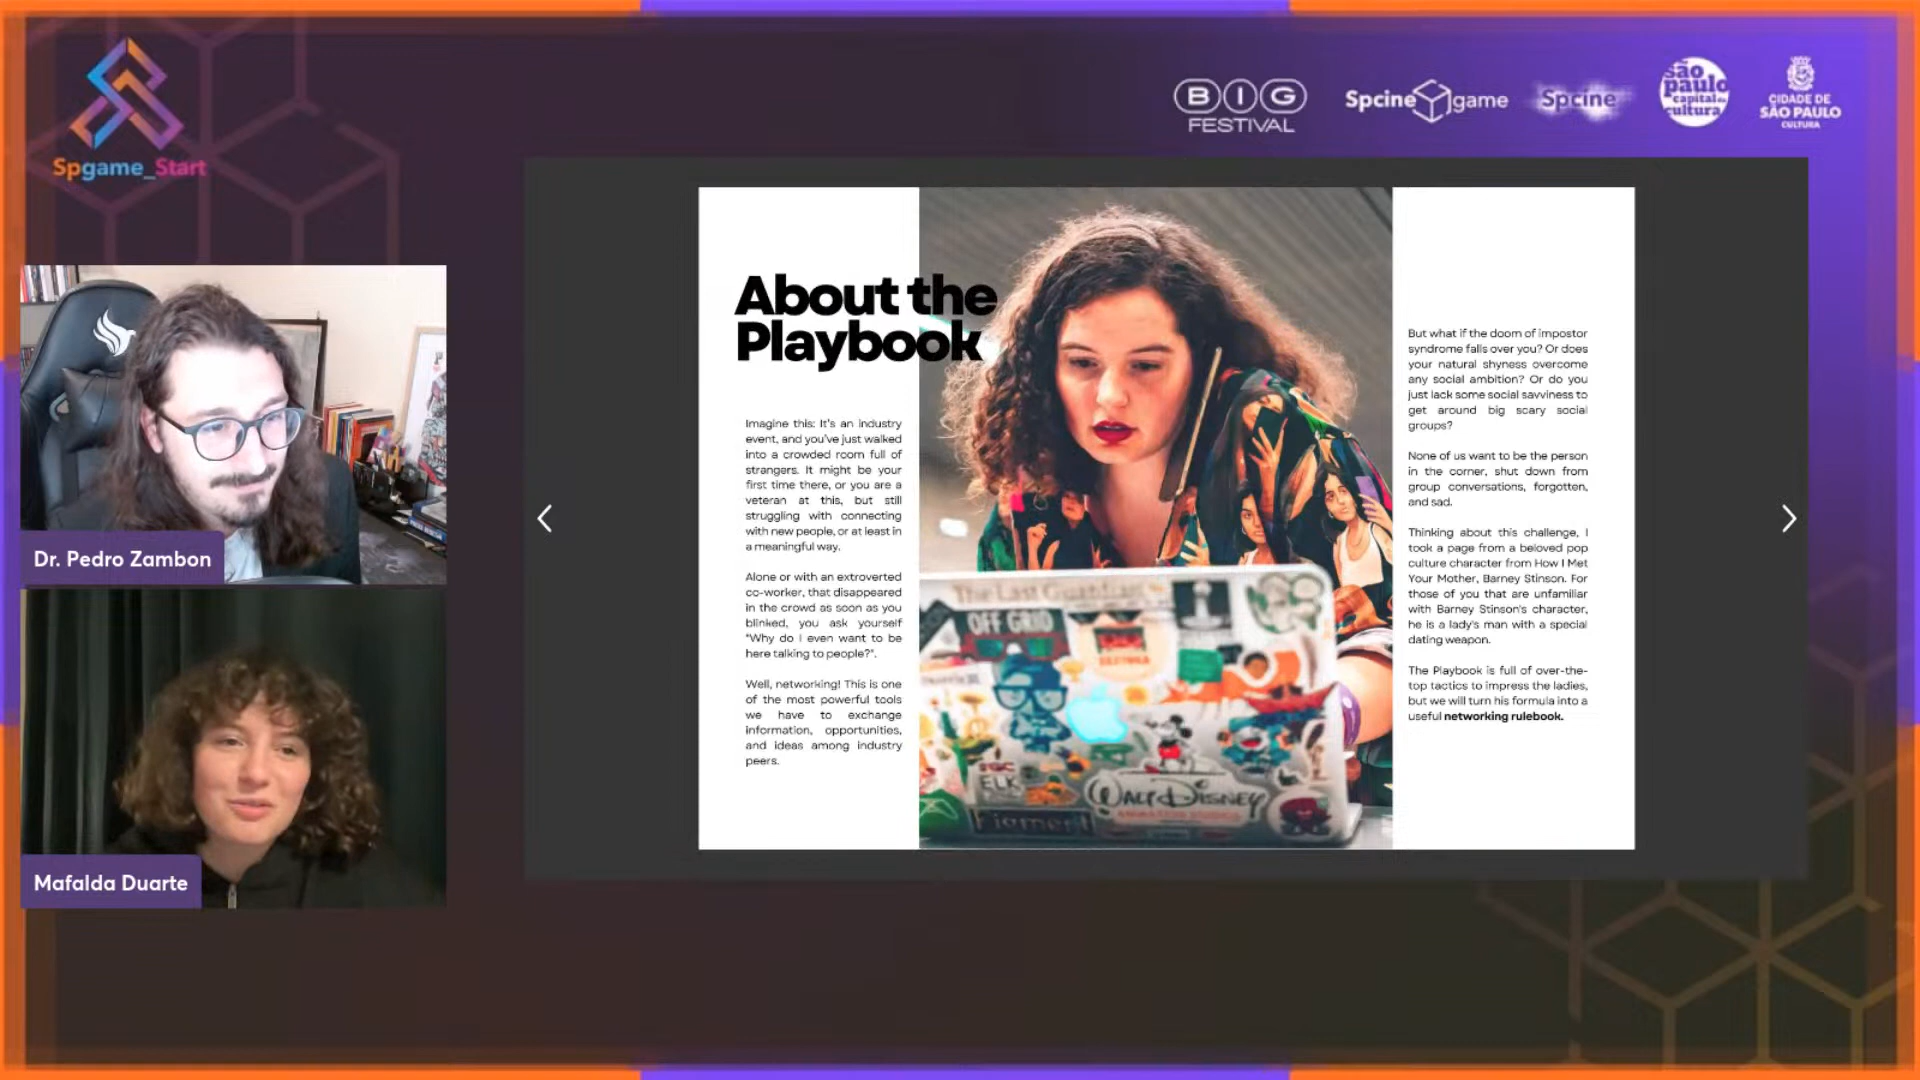 Spgame_Start
BIG
FESTIVAL
Spcine game
Spcine
são
paulo
capital da
cultura
CIDADE DE
SÃO PAULO
CULTURA
Dr. Pedro Zambon
Mafalda Duarte
About the
Playbook
Imagine this: It's an industry
event, and you've just walked
into a crowded room full of
strangers. It might be your
first time there, or you are a
veteran at this, but still
struggling with connecting
with new people, or at least in
a meaningful way.
Alone or with an extroverted
co-worker, that disappeared
in the crowd as soon as you
blinked, you ask yourself
"Why do I even want to be
here talking to people?".
Well, networking! This is one
of the most powerful tools
we have to exchange
information, opportunities,
and ideas among industry
peers.
The Last Guardian
OFF GRID
ELK
WALT DISNEY
ANIMATION STUDIOS
Figment
But what if the doom of impostor
syndrome falls over you? Or does
your natural shyness overcome
any social ambition? Or do you
just lack some social savviness to
get around big scary social
groups?
None of us want to be the person
in the corner, shut down from
group conversations, forgotten,
and sad.
Thinking about this challenge, I
took a page from a beloved pop
culture character from How I Met
Your Mother, Barney Stinson. For
those of you that are unfamiliar
with Barney Stinson's character,
he is a lady's man with a special
dating weapon.
The Playbook is full of over-the-
top tactics to impress the ladies,
but we will turn his formula into a
useful networking rulebook.